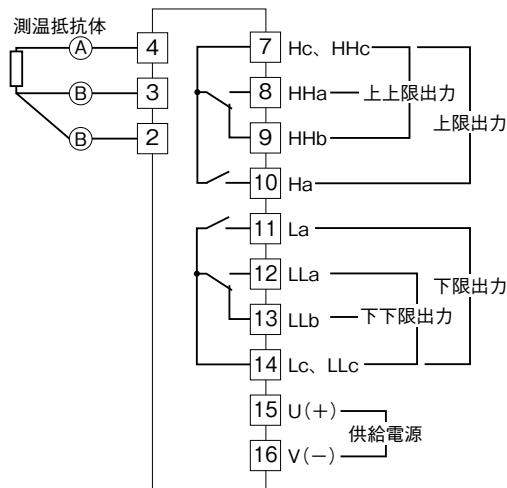 測温抵抗体
A 4
B 3
B 2
7 Hc、HHc
8 HHa 上上限出力
9 HHb
上限出力
10 Ha
11 La
12 LLa
下限出力
13 LLb 下下限出力
14 Lc、LLc
15 U(+)
供給電源
16 V(−)